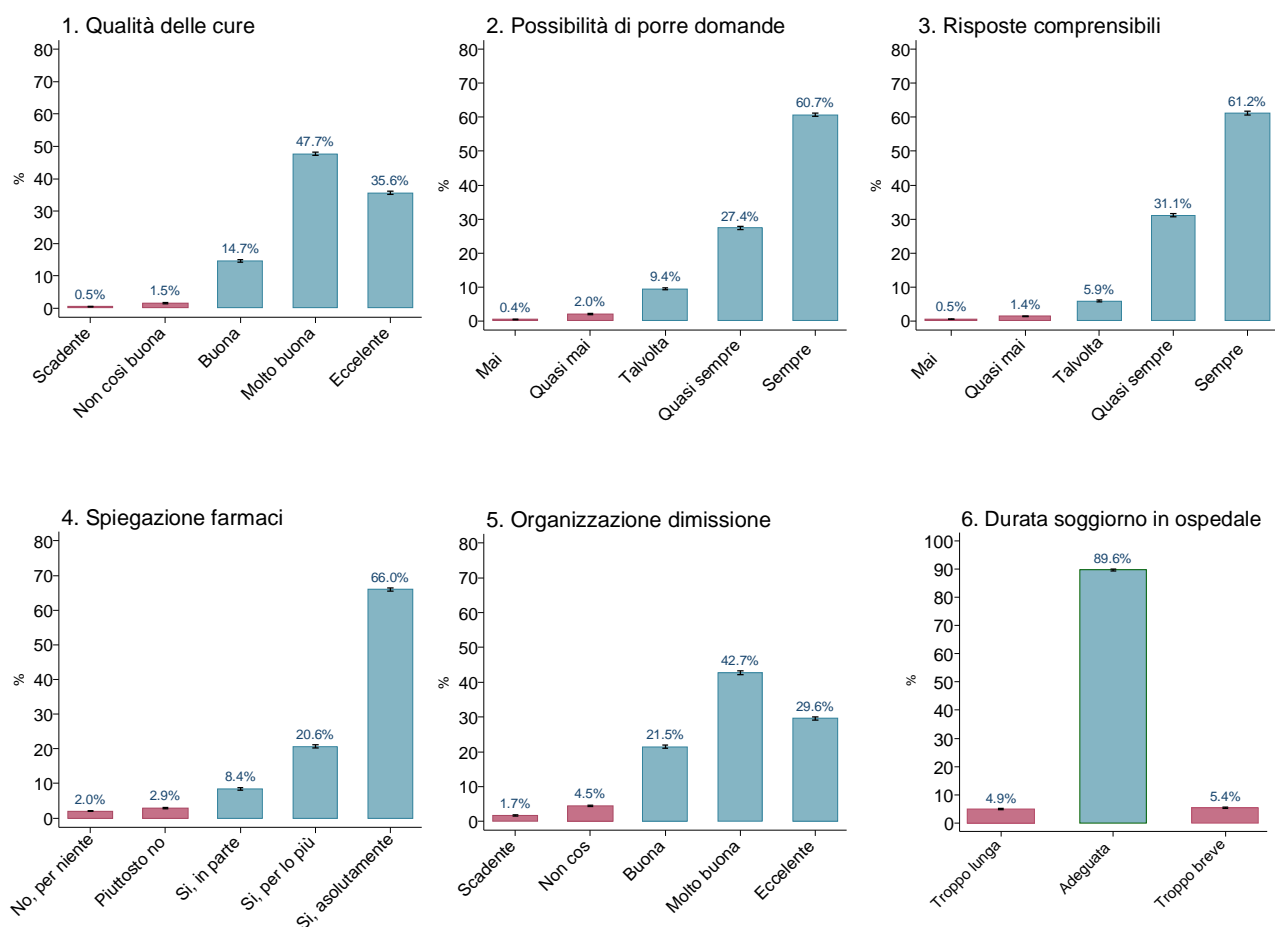 1. Qualità delle cure
80
70
60
50
40
30
20
10
0
%
0.5%
1.5%
14.7%
47.7%
35.6%
Scadente
Non cosi buona
Buona
Molto buona
Eccelente
2. Possibilità di porre domande
80
70
60
50
40
30
20
10
0
%
0.4%
2.0%
9.4%
27.4%
60.7%
Mai
Quasi mai
Talvolta
Quasi sempre
Sempre
3. Risposte comprensibili
80
70
60
50
40
30
20
10
0
%
0.5%
1.4%
5.9%
31.1%
61.2%
Mai
Quasi mai
Talvolta
Quasi sempre
Sempre
4. Spiegazione farmaci
80
70
60
50
40
30
20
10
0
%
2.0%
2.9%
8.4%
20.6%
66.0%
No, per niente
Piuttosto no
Si, in parte
Si, per lo più
Si, asolutamente
5. Organizzazione dimissione
80
70
60
50
40
30
20
10
0
%
1.7%
4.5%
21.5%
42.7%
29.6%
Scadente
Non cos
Buona
Molto buona
Eccelente
6. Durata soggiorno in ospedale
100
90
80
70
60
50
40
30
20
10
0
%
4.9%
89.6%
5.4%
Troppo lunga
Adeguata
Troppo breve